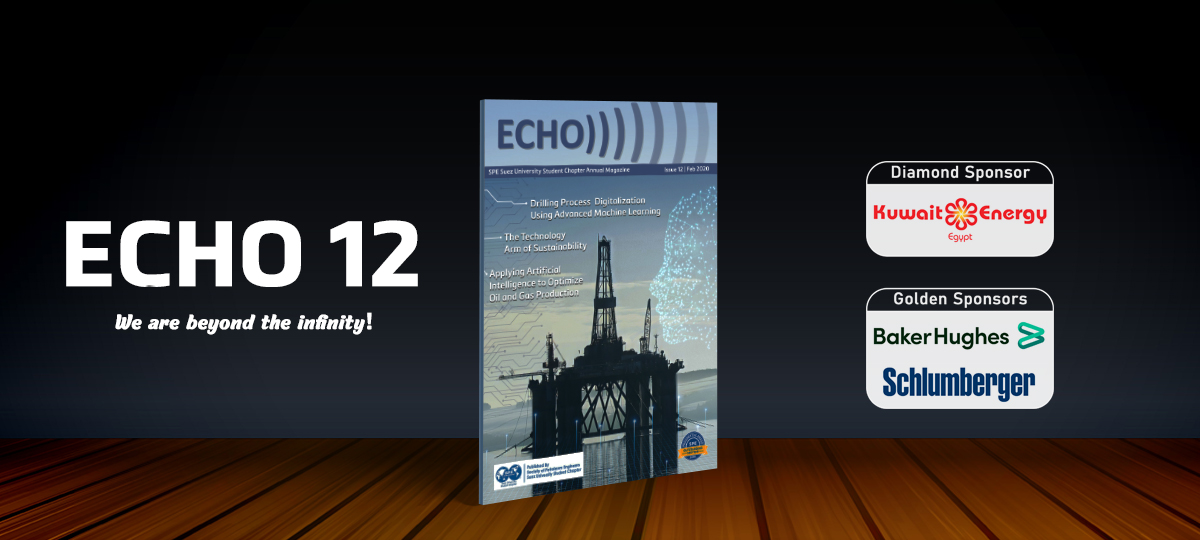 ECHO 12
We are beyond the infinity!
ECHO
SPE Suez University Student Chapter Annual Magazine
Issue 12 | Feb 2020
Drilling Process Digitalization
Using Advanced Machine Learning
The Technology
Arm of Sustainability
Applying Artificial
Intelligence to Optimize
Oil and Gas Production
Published By
Society of Petroleum Engineers
Suez University Student Chapter
SPE
Diamond Sponsor
Kuwait Energy
Egypt
Golden Sponsors
Baker Hughes
Schlumberger